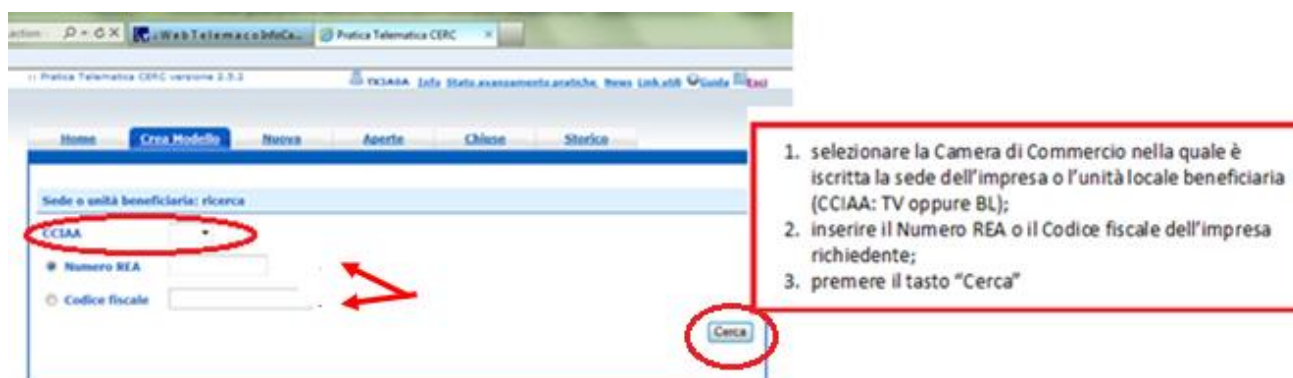 WebTelemaco InfoCa...
Pratica Telematica CERC
Pratica Telematica CERC versione 2.5.2
Info Stato avanzamento pratiche News Link utili Guida Esci
Home Crea Modello Nuova Aperte Chiuse Storico
Sede o unità beneficiaria: ricerca
CCIAA
Numero REA
Codice fiscale
Cerca
1. selezionare la Camera di Commercio nella quale è
iscritta la sede dell'impresa o l'unità locale beneficiaria
(CCIAA: TV oppure BL);
2. inserire il Numero REA o il Codice fiscale dell'impresa
richiedente;
3. premere il tasto "Cerca"